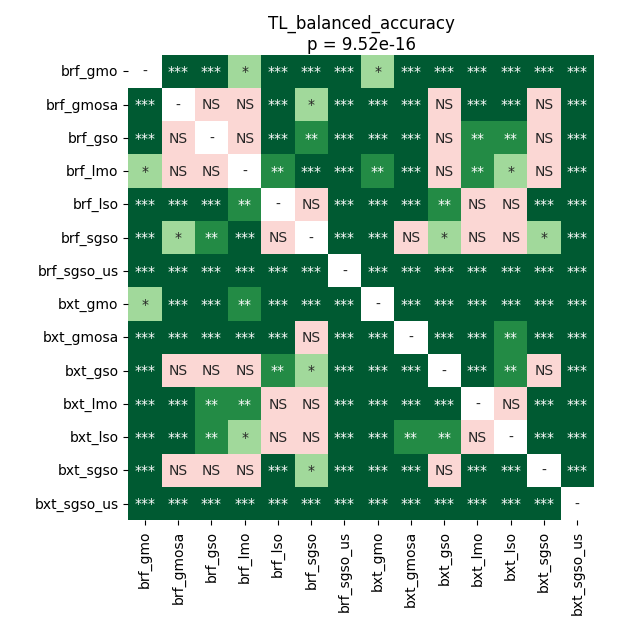 TL_balanced_accuracy
p = 9.52e-16
brf_gmo - *** *** * *** *** *** * *** *** *** *** *** ***
brf_gmosa *** - NS NS *** * *** *** *** NS *** *** NS ***
brf_gso *** NS - NS *** ** *** *** *** NS ** ** NS ***
brf_lmo * NS NS - ** *** *** ** *** NS ** * NS ***
brf_lso *** *** *** ** - NS *** *** *** ** NS NS *** ***
brf_sgso *** * ** *** NS - *** *** NS * NS NS * ***
brf_sgso_us *** *** *** *** *** *** - *** *** *** *** *** *** ***
bxt_gmo * *** *** ** *** *** *** - *** *** *** *** *** ***
bxt_gmosa *** *** *** *** *** NS *** *** - *** *** ** *** ***
bxt_gso *** NS NS NS ** * *** *** *** - *** ** NS ***
bxt_lmo *** *** ** ** NS NS *** *** *** *** - NS *** ***
bxt_lso *** *** ** * NS NS *** *** ** ** NS - *** ***
bxt_sgso *** NS NS NS *** * *** *** *** NS *** *** - ***
bxt_sgso_us *** *** *** *** *** *** *** *** *** *** *** *** *** -
brf_gmo brf_gmosa brf_gso brf_lmo brf_lso brf_sgso brf_sgso_us bxt_gmo bxt_gmosa bxt_gso bxt_lmo bxt_lso bxt_sgso bxt_sgso_us